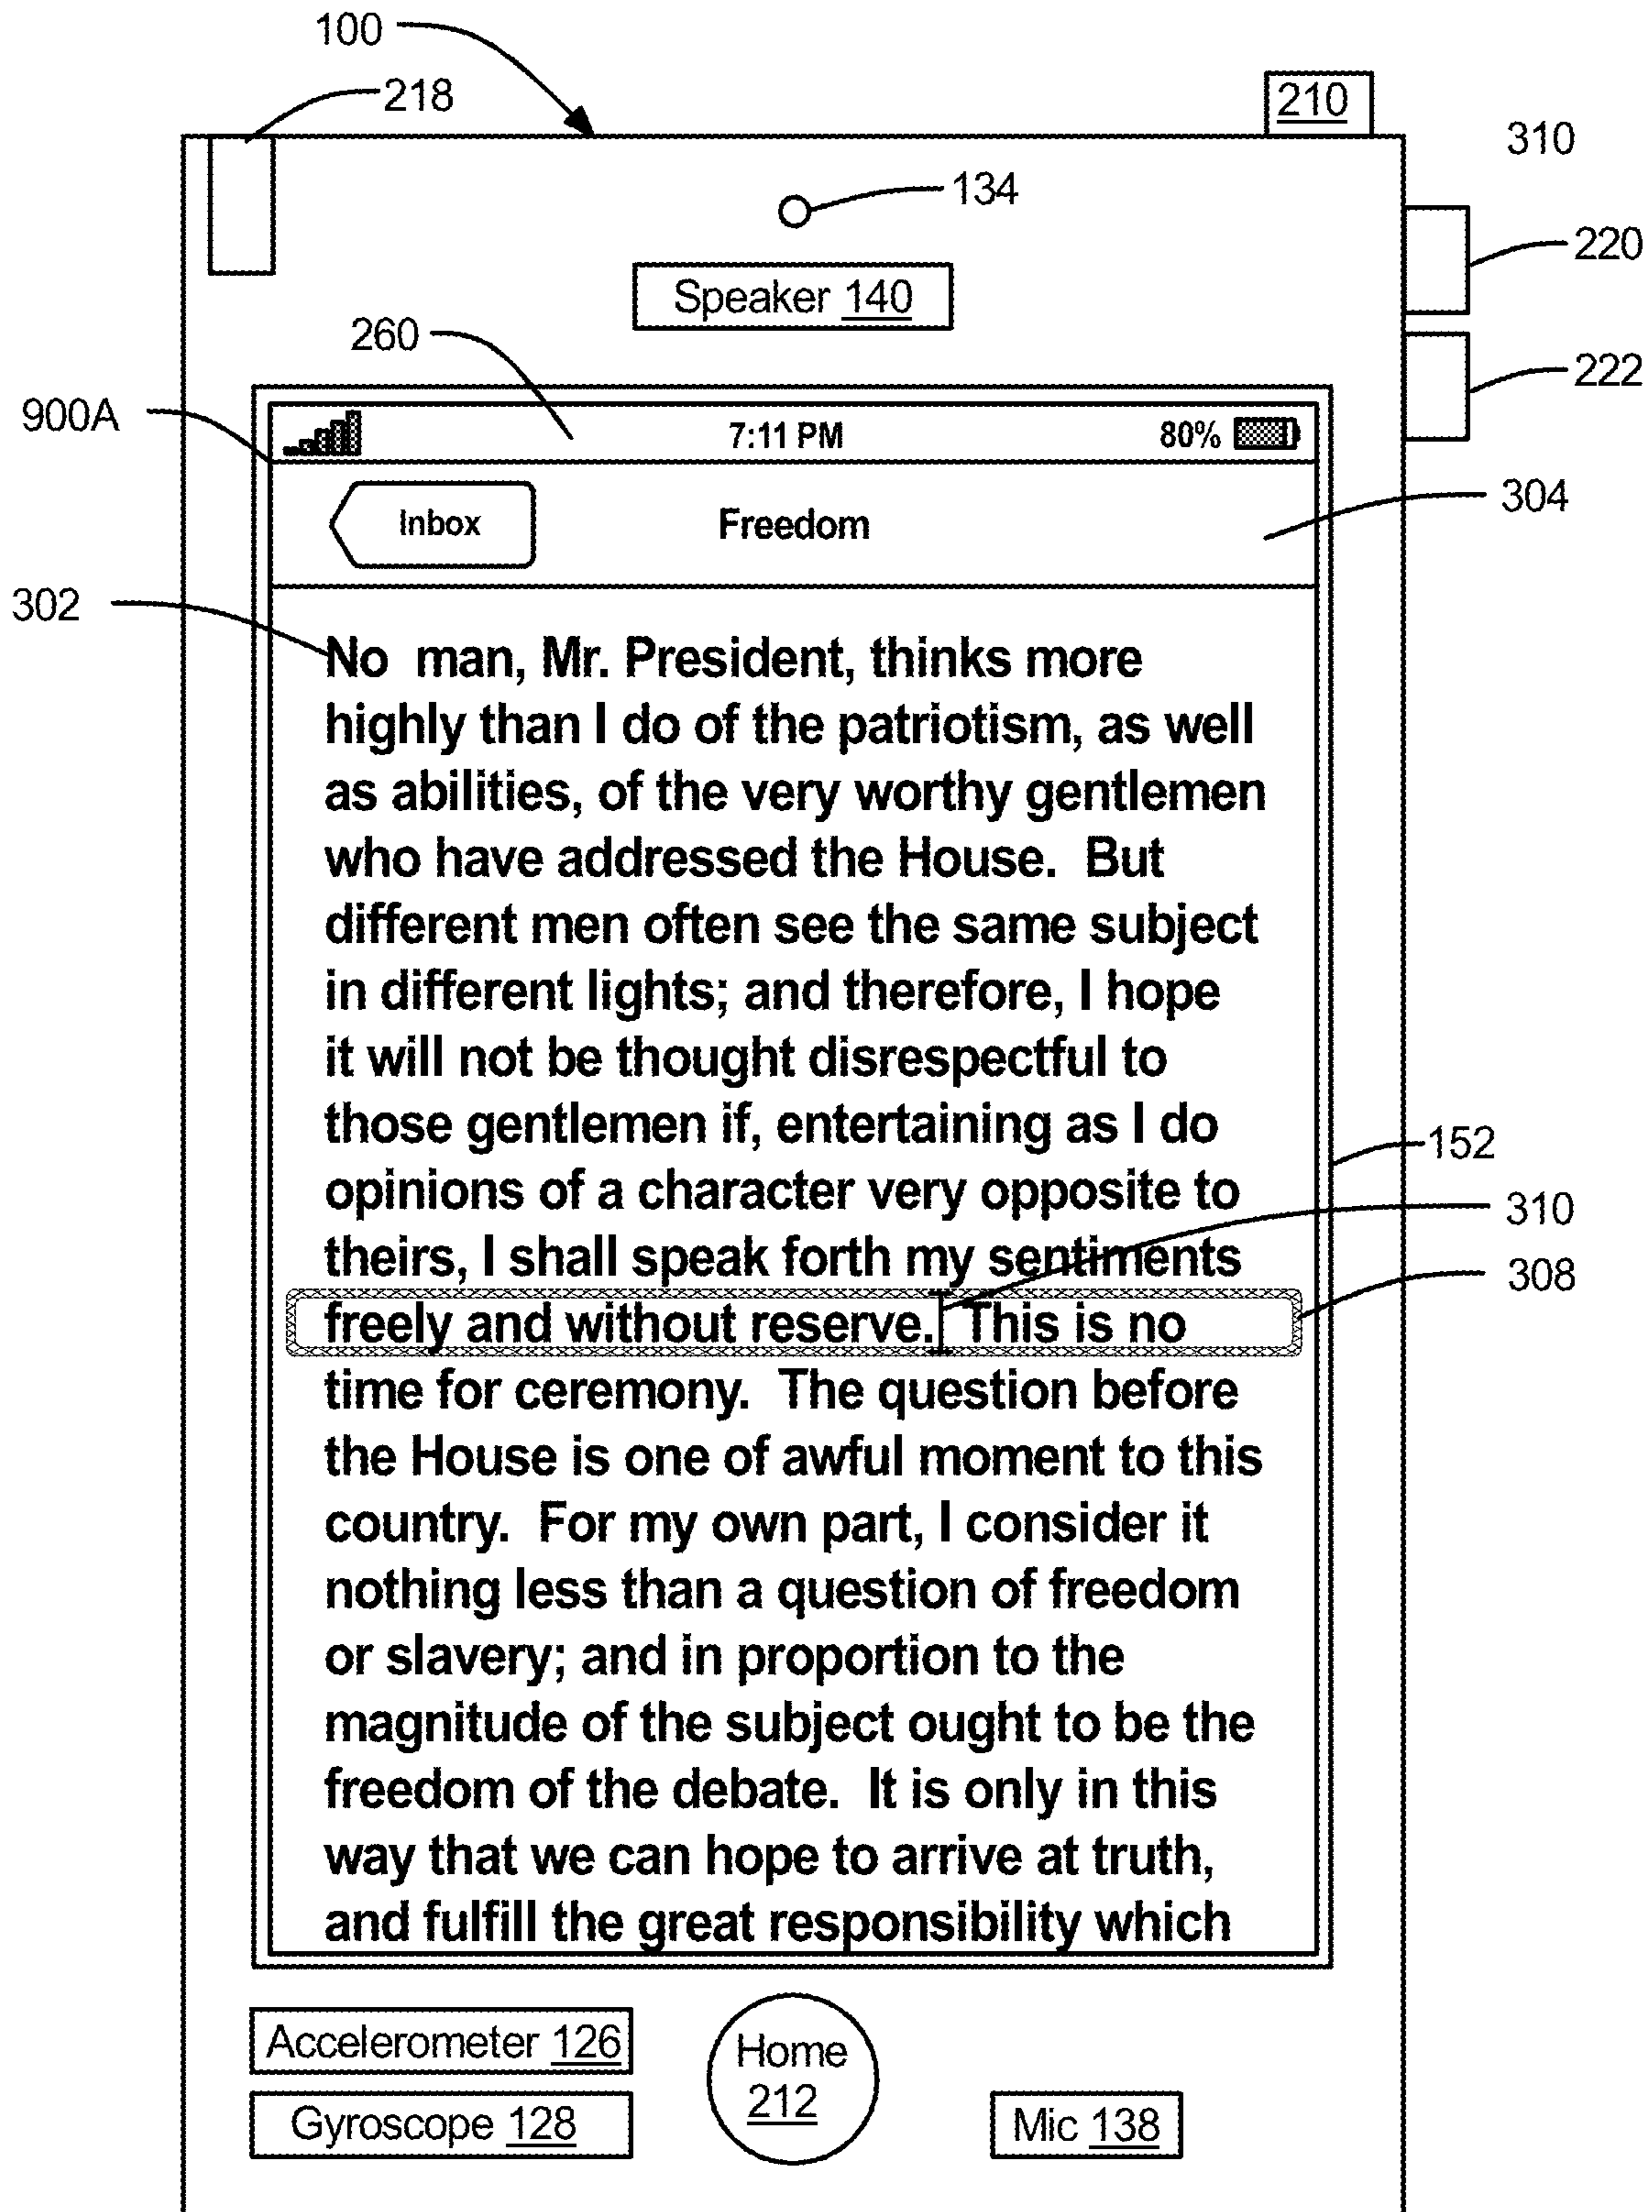 100
218
210
310
134
220
Speaker 140
260
222
900A
7:11 PM 80%
304
Inbox Freedom
302
No  man, Mr. President, thinks more
highly than I do of the patriotism, as well
as abilities, of the very worthy gentlemen
who have addressed the House.  But
different men often see the same subject
in different lights; and therefore, I hope
it will not be thought disrespectful to
those gentlemen if, entertaining as I do
152
opinions of a character very opposite to
310
theirs, I shall speak forth my sentiments
308
freely and without reserve.  This is no
time for ceremony.  The question before
the House is one of awful moment to this
country.  For my own part, I consider it
nothing less than a question of freedom
or slavery; and in proportion to the
magnitude of the subject ought to be the
freedom of the debate.  It is only in this
way that we can hope to arrive at truth,
and fulfill the great responsibility which
Accelerometer 126
Home
212
Gyroscope 128
Mic 138